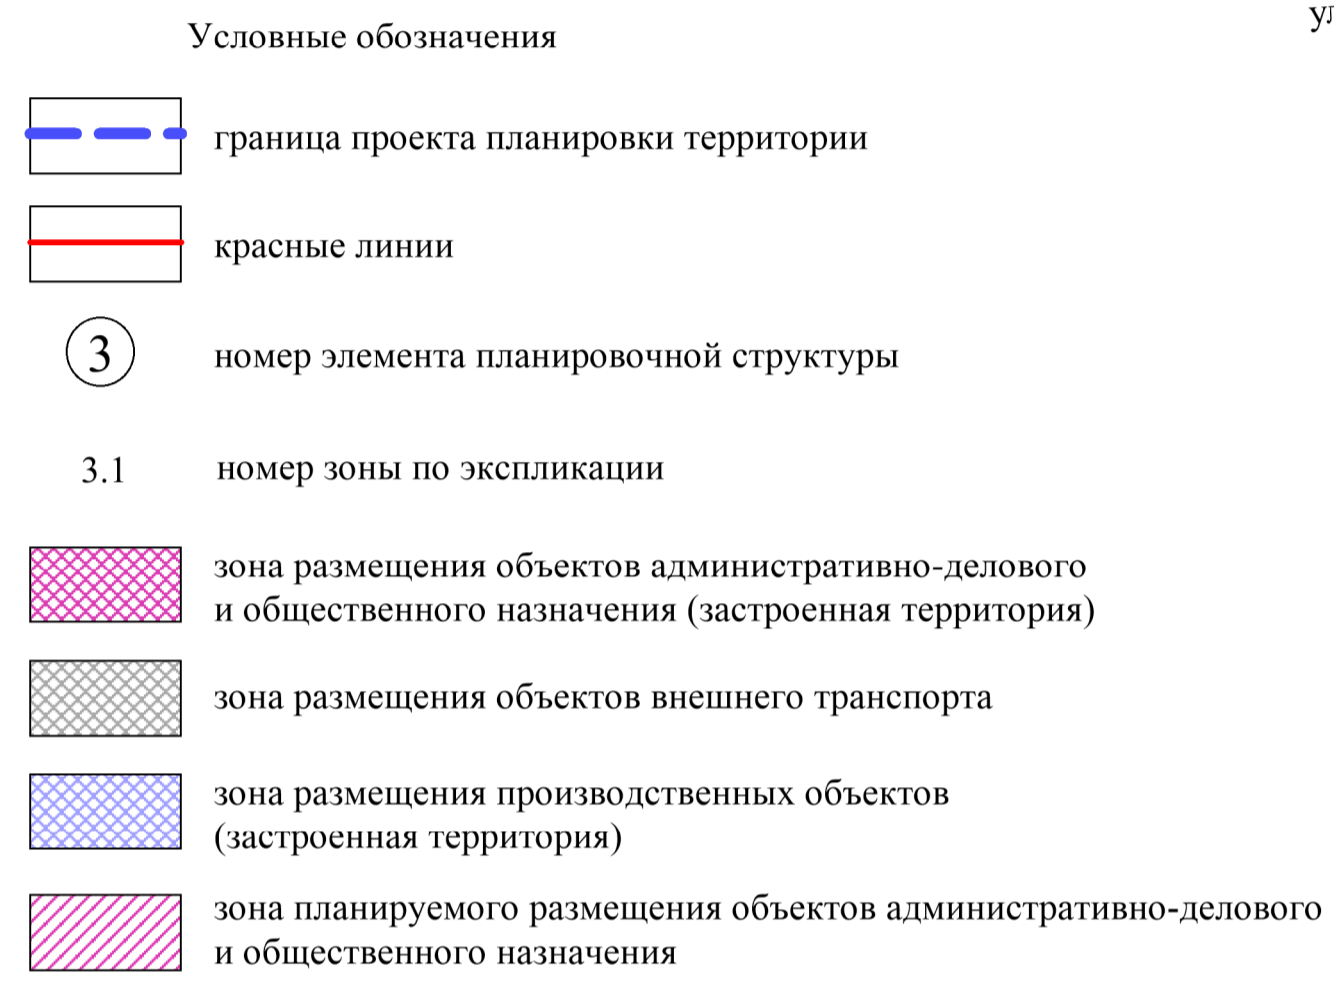 Условные обозначения
граница проекта планировки территории
красные линии
3 номер элемента планировочной структуры
3.1 номер зоны по экспликации
зона размещения объектов административно-делового
и общественного назначения (застроенная территория)
зона размещения объектов внешнего транспорта
зона размещения производственных объектов
(застроенная территория)
зона планируемого размещения объектов административно-делового
и общественного назначения